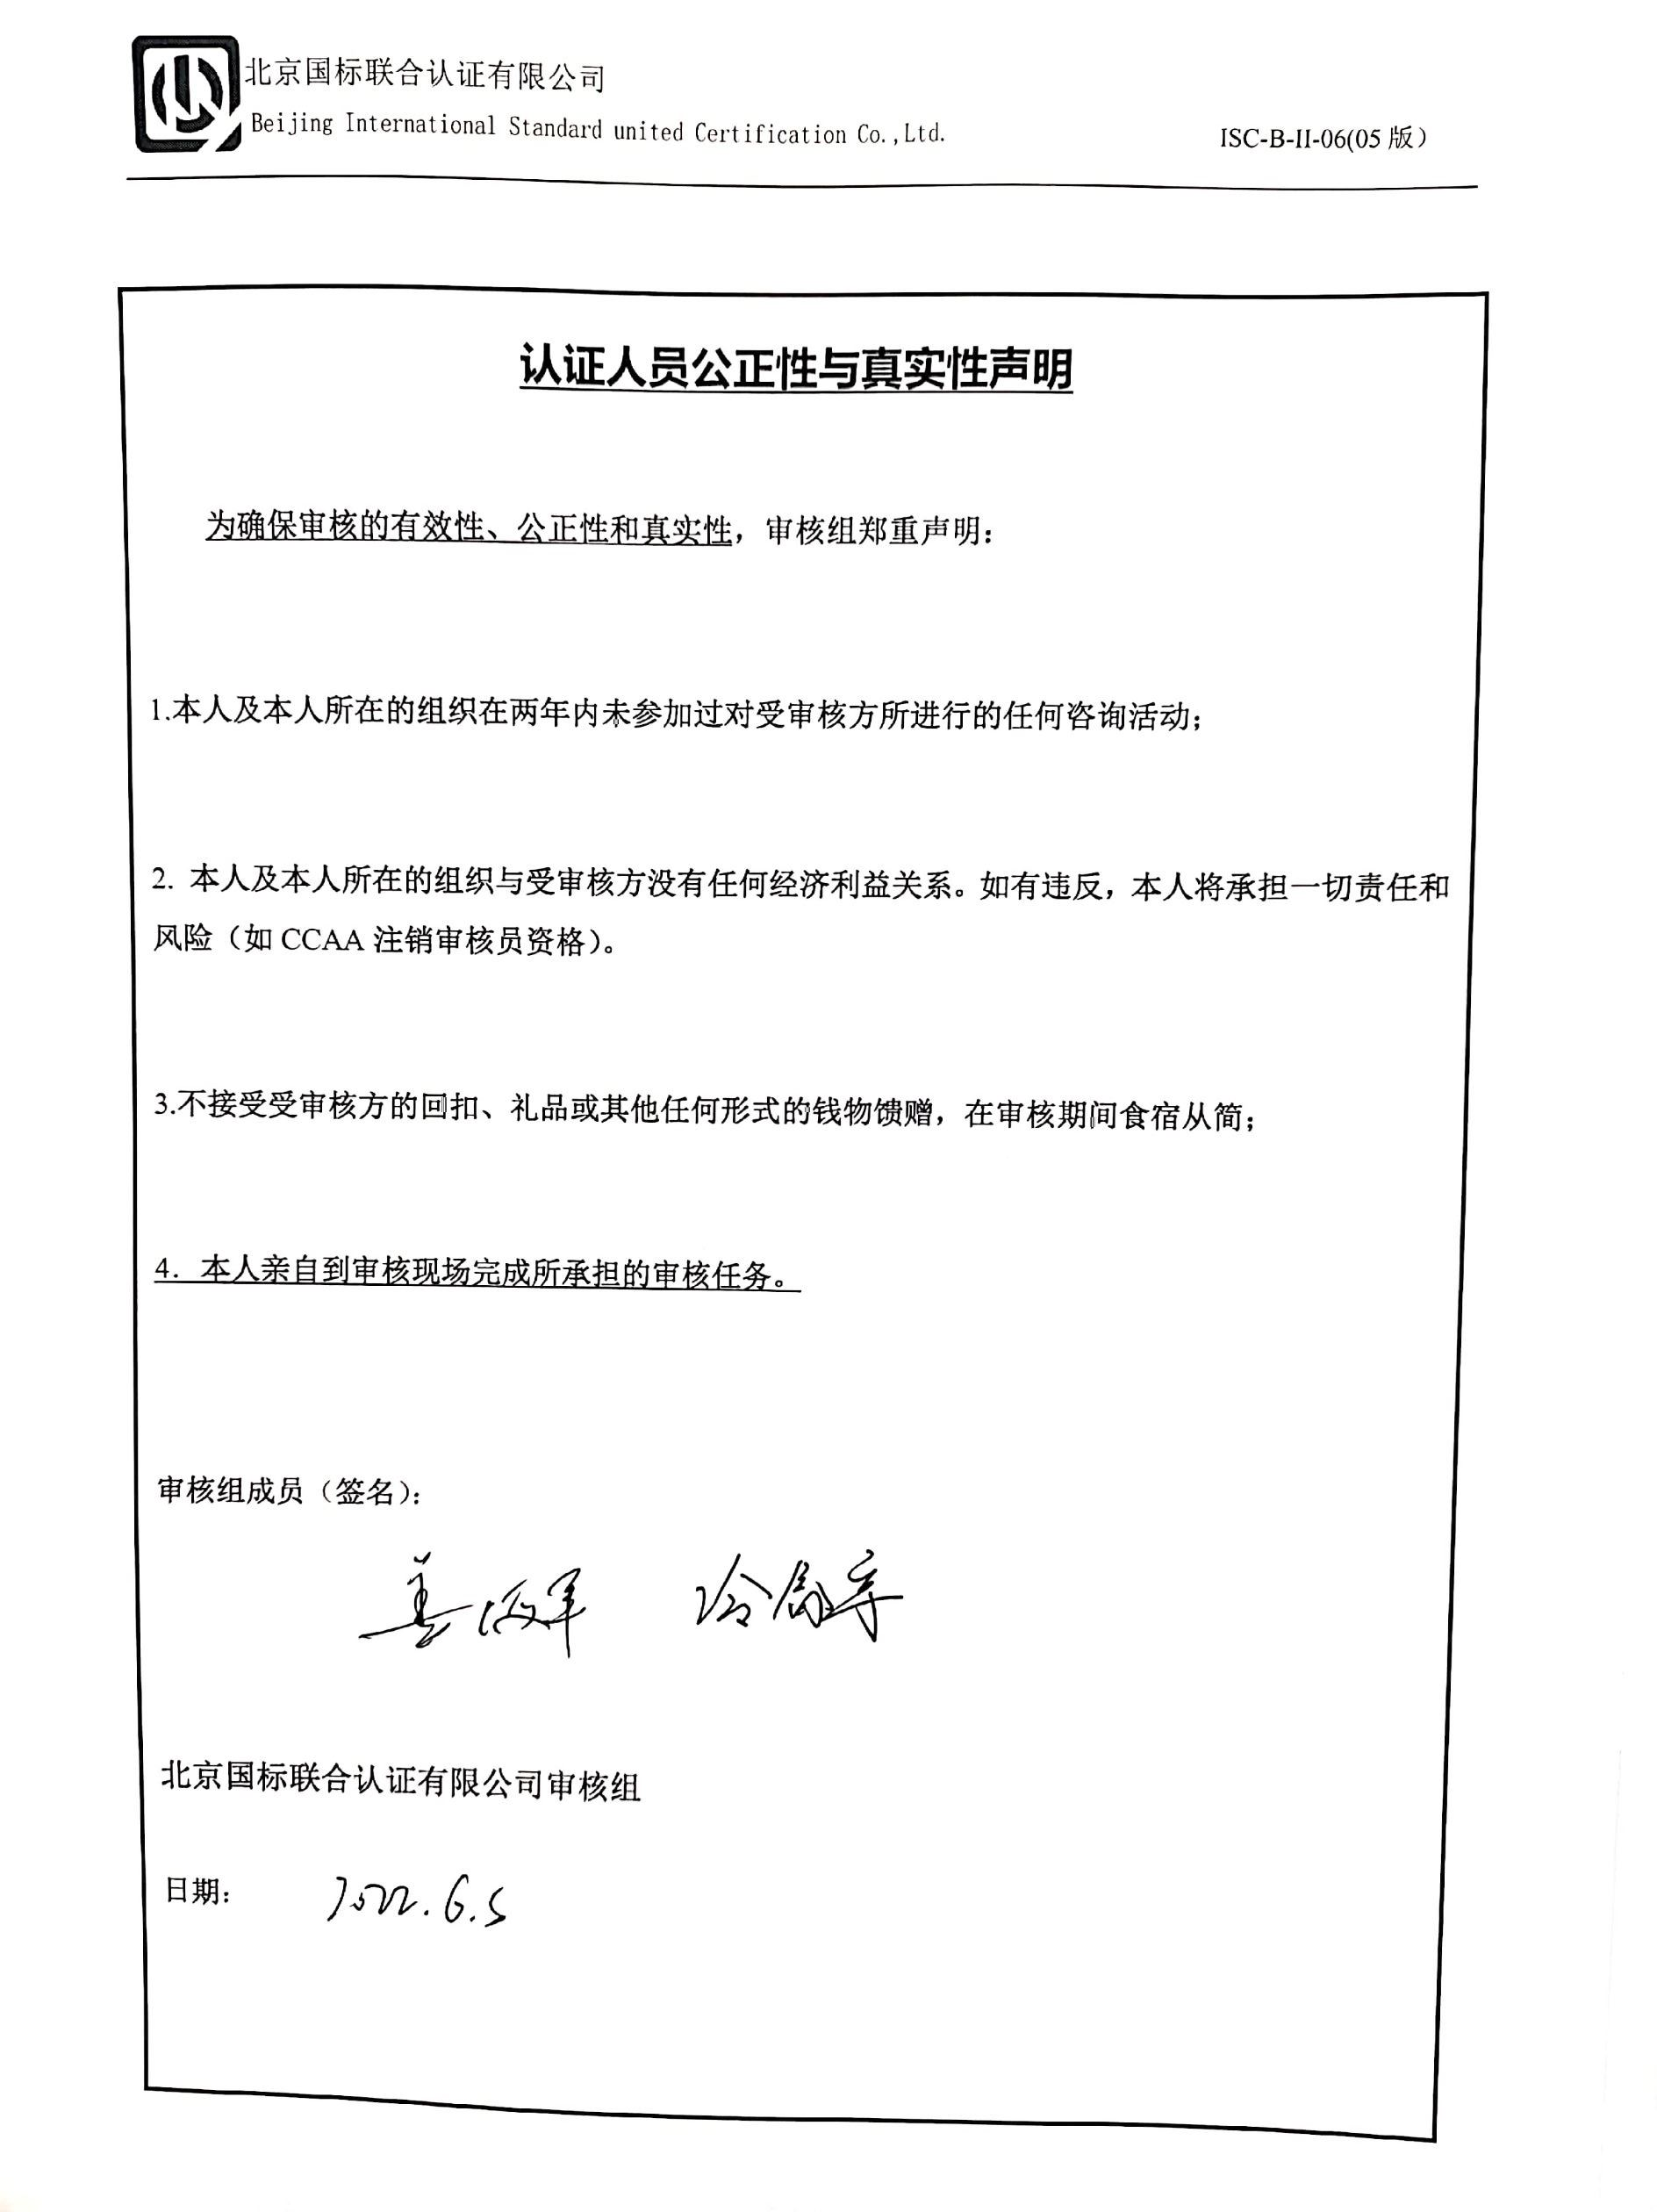 北京国标联合认证有限公司
Beijing International Standard united Certification Co.,Ltd.
ISC-B-II-06(05 版)
认证人员公正性与真实性声明
为确保审核的有效性、公正性和真实性，审核组郑重声明：
1.本人及本人所在的组织在两年内未参加过对受审核方所进行的任何咨询活动；
2. 本人及本人所在的组织与受审核方没有任何经济利益关系。如有违反，本人将承担一切责任和
风险（如 CCAA 注销审核员资格）。
3.不接受受审核方的回扣、礼品或其他任何形式的钱物馈赠，在审核期间食宿从简；
4. 本人亲自到审核现场完成所承担的审核任务。
审核组成员（签名）：
北京国标联合认证有限公司审核组
日期： 2022.6.5